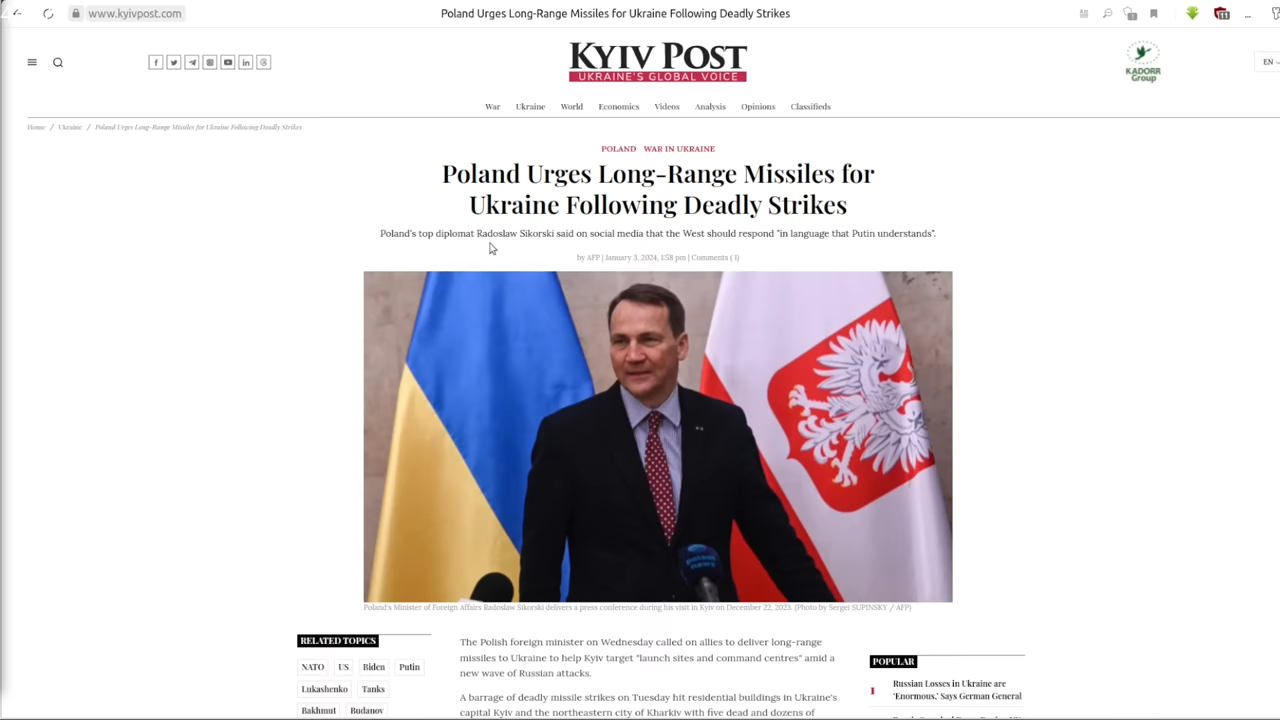 www.kyivpost.com
Poland Urges Long-Range Missiles for Ukraine Following Deadly Strikes
KYIV POST
UKRAINE'S GLOBAL VOICE
KADORR
Group
EN
War Ukraine World Economics Videos Analysis Opinions Classifieds
Home / Ukraine / Poland Urges Long-Range Missiles for Ukraine Following Deadly Strikes
POLAND WAR IN UKRAINE
Poland Urges Long-Range Missiles for
Ukraine Following Deadly Strikes
Poland's top diplomat Radoslaw Sikorski said on social media that the West should respond "in language that Putin understands".
by AFP | January 3, 2024, 1:58 pm | Comments ( 1)
polsat
news
Poland's Minister of Foreign Affairs Radoslaw Sikorski delivers a press conference during his visit in Kyiv on December 22, 2023. (Photo by Sergei SUPINSKY / AFP)
RELATED TOPICS
NATO US Biden Putin
Lukashenko Tanks
Bakhmut Budanov
The Polish foreign minister on Wednesday called on allies to deliver long-range
missiles to Ukraine to help Kyiv target "launch sites and command centres" amid a
new wave of Russian attacks.
A barrage of deadly missile strikes on Tuesday hit residential buildings in Ukraine's
capital Kyiv and the northeastern city of Kharkiv with five dead and dozens of
POPULAR
1 Russian Losses in Ukraine are
'Enormous,' Says German General